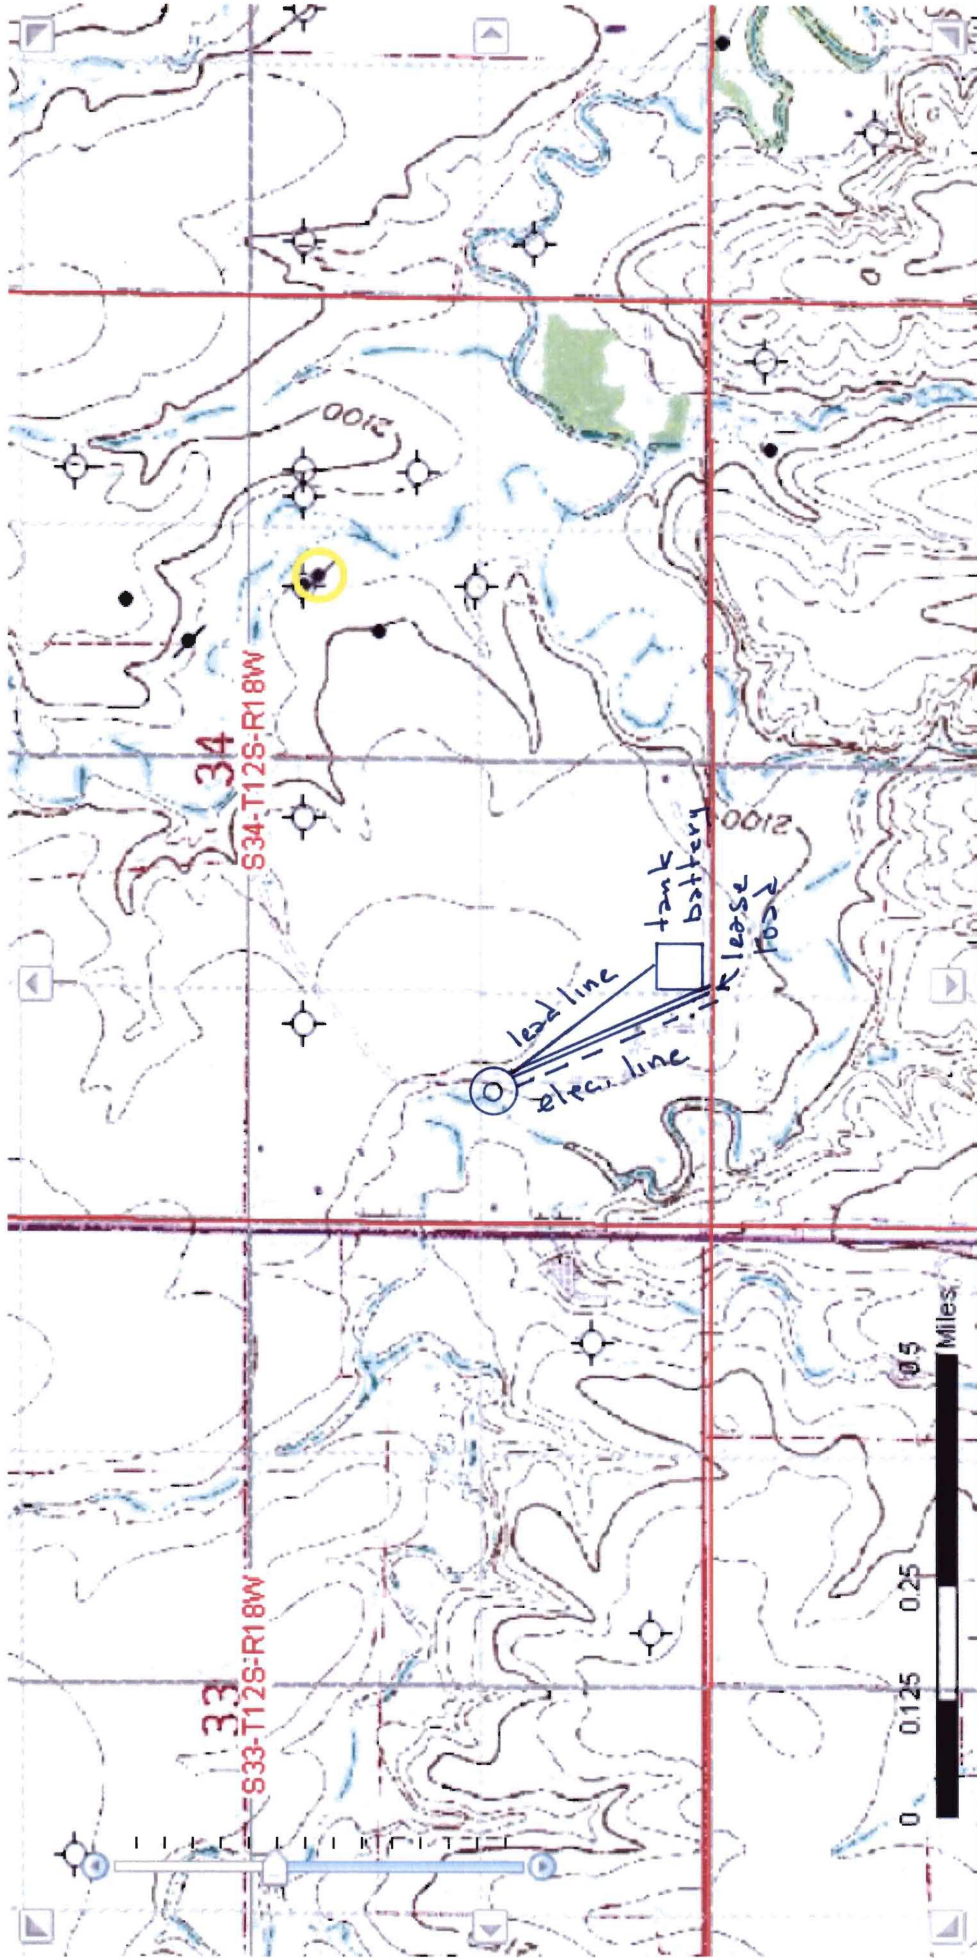 33
S33-T12S-R18W
34
S34-T12S-R18W
2100
lead line
elec. line
tank
battery
lease
road
2100
0 0.125 0.25 0.5
Miles